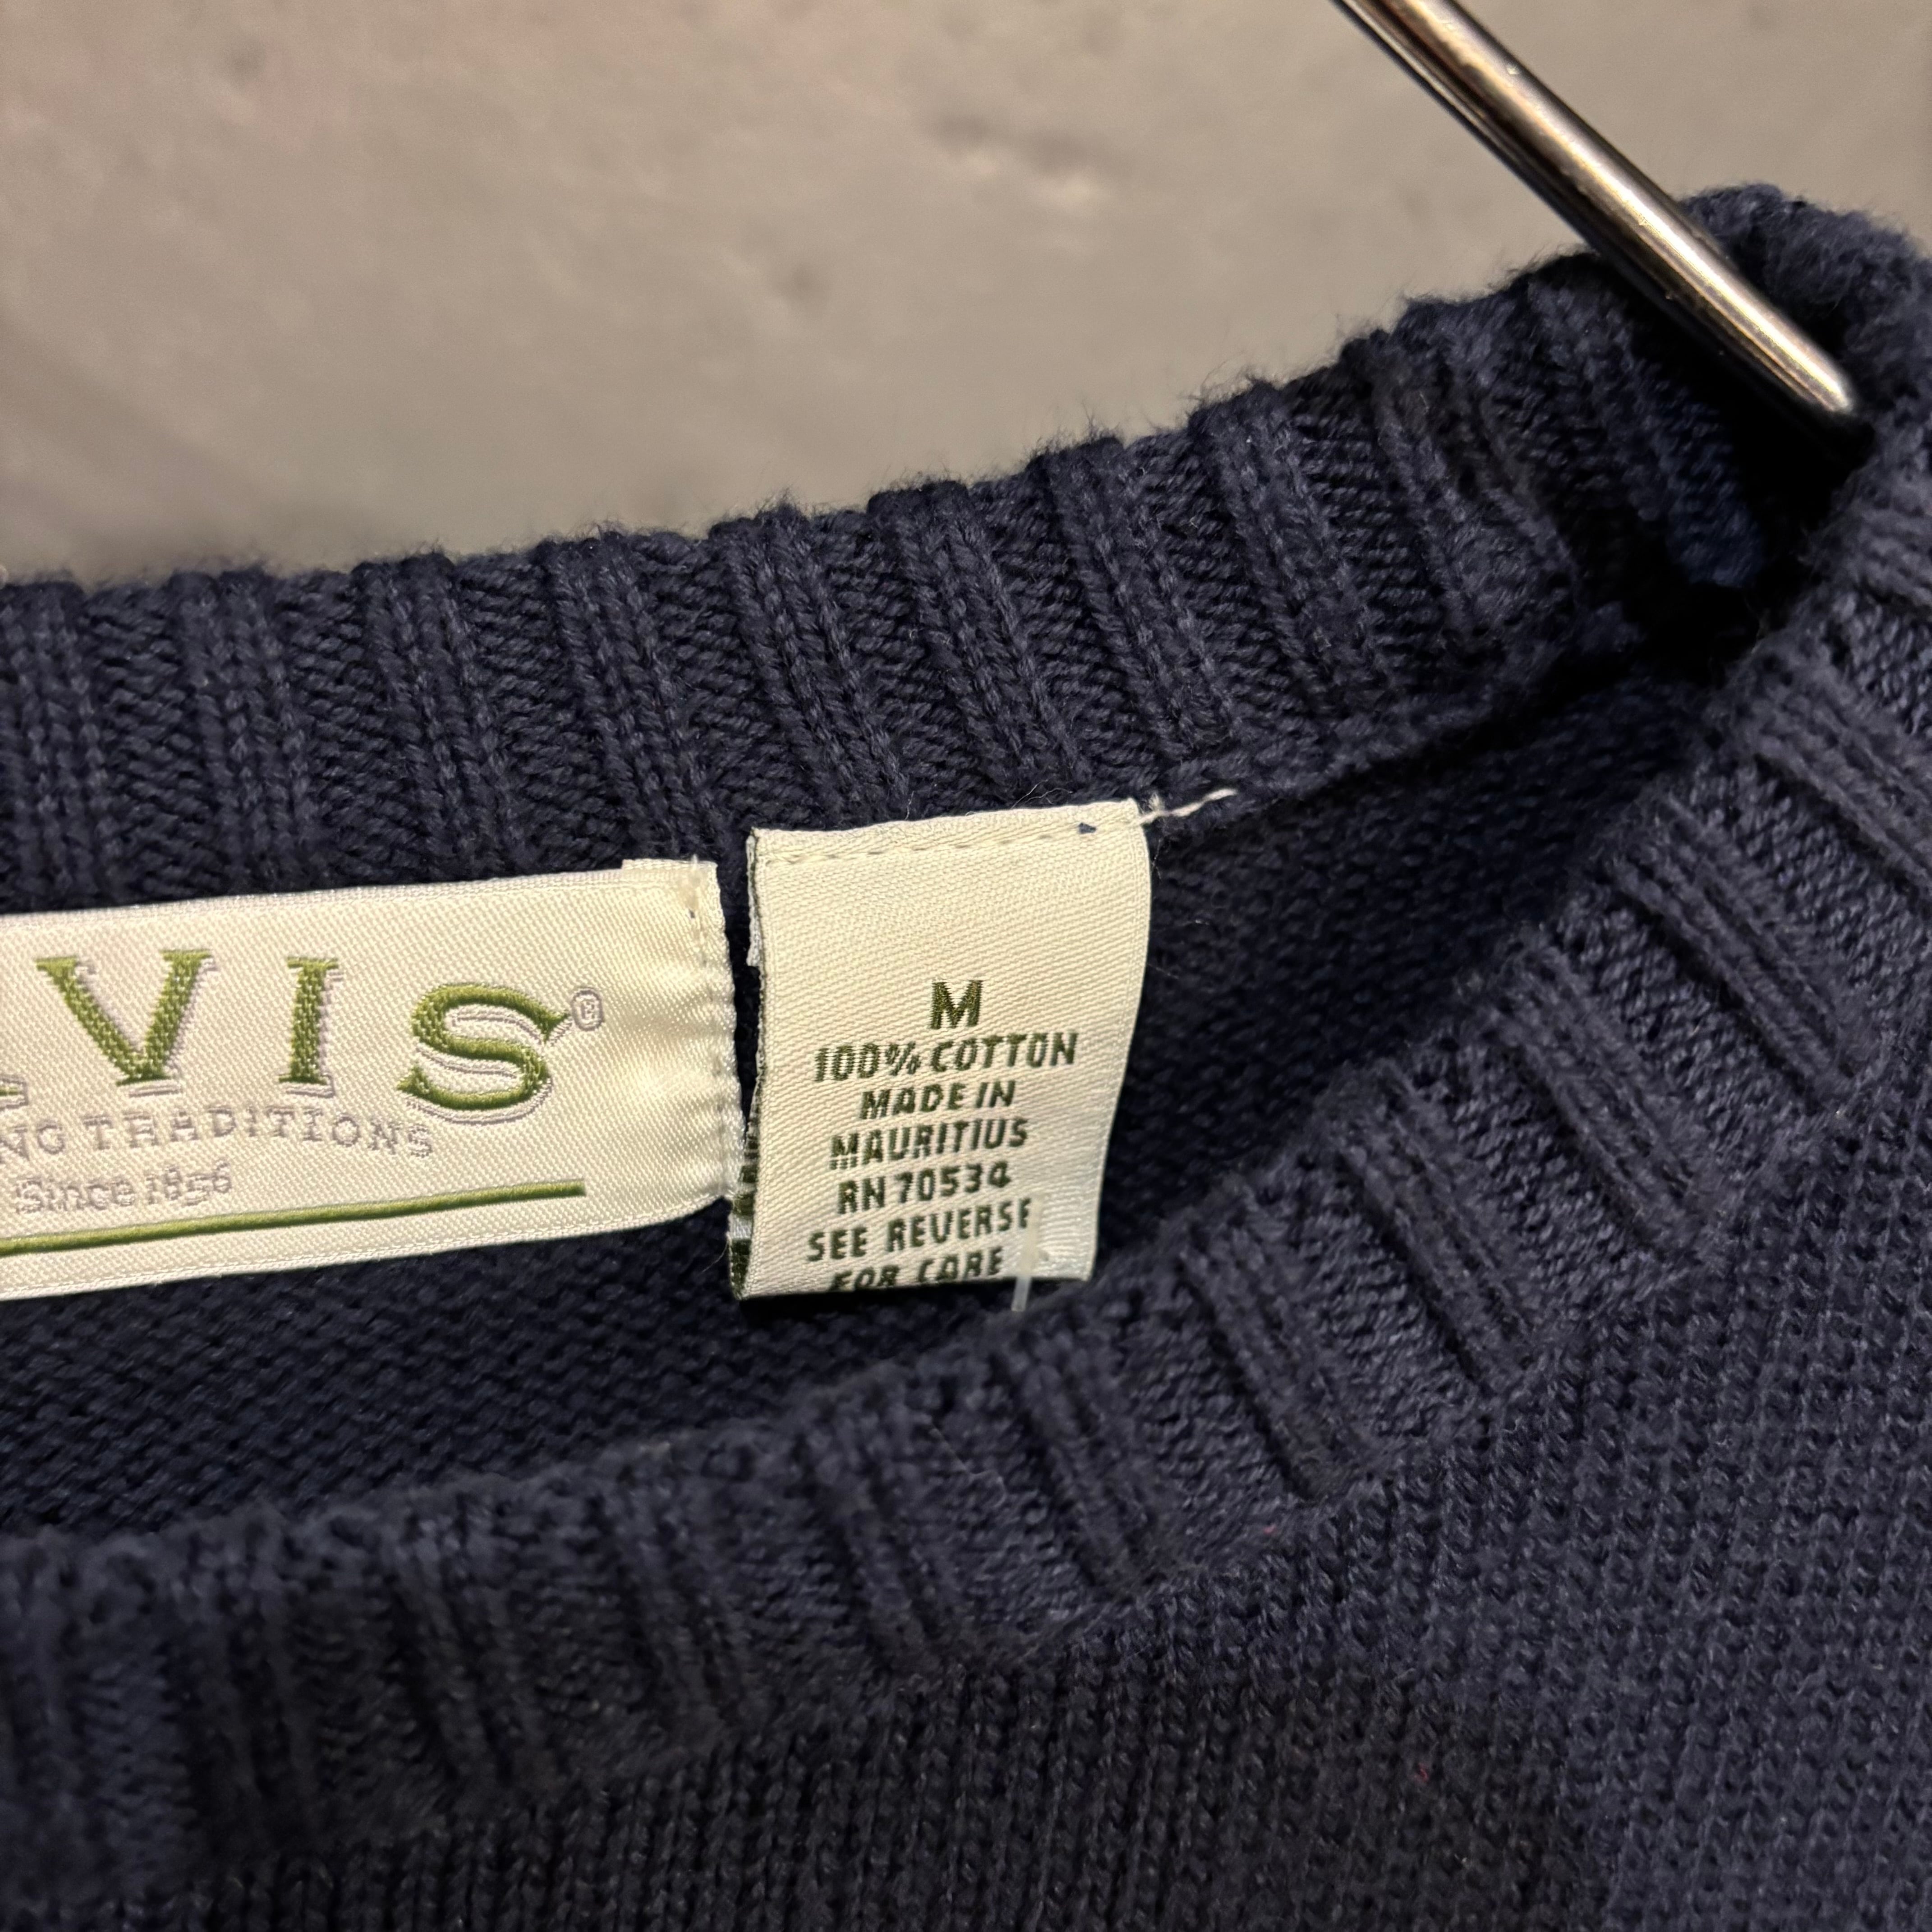 VIS®
NG TRADITIONS
Since 1856
M
100% COTTON
MADE IN
MAURITIUS
RN 70534
SEE REVERSE
FOR CARE